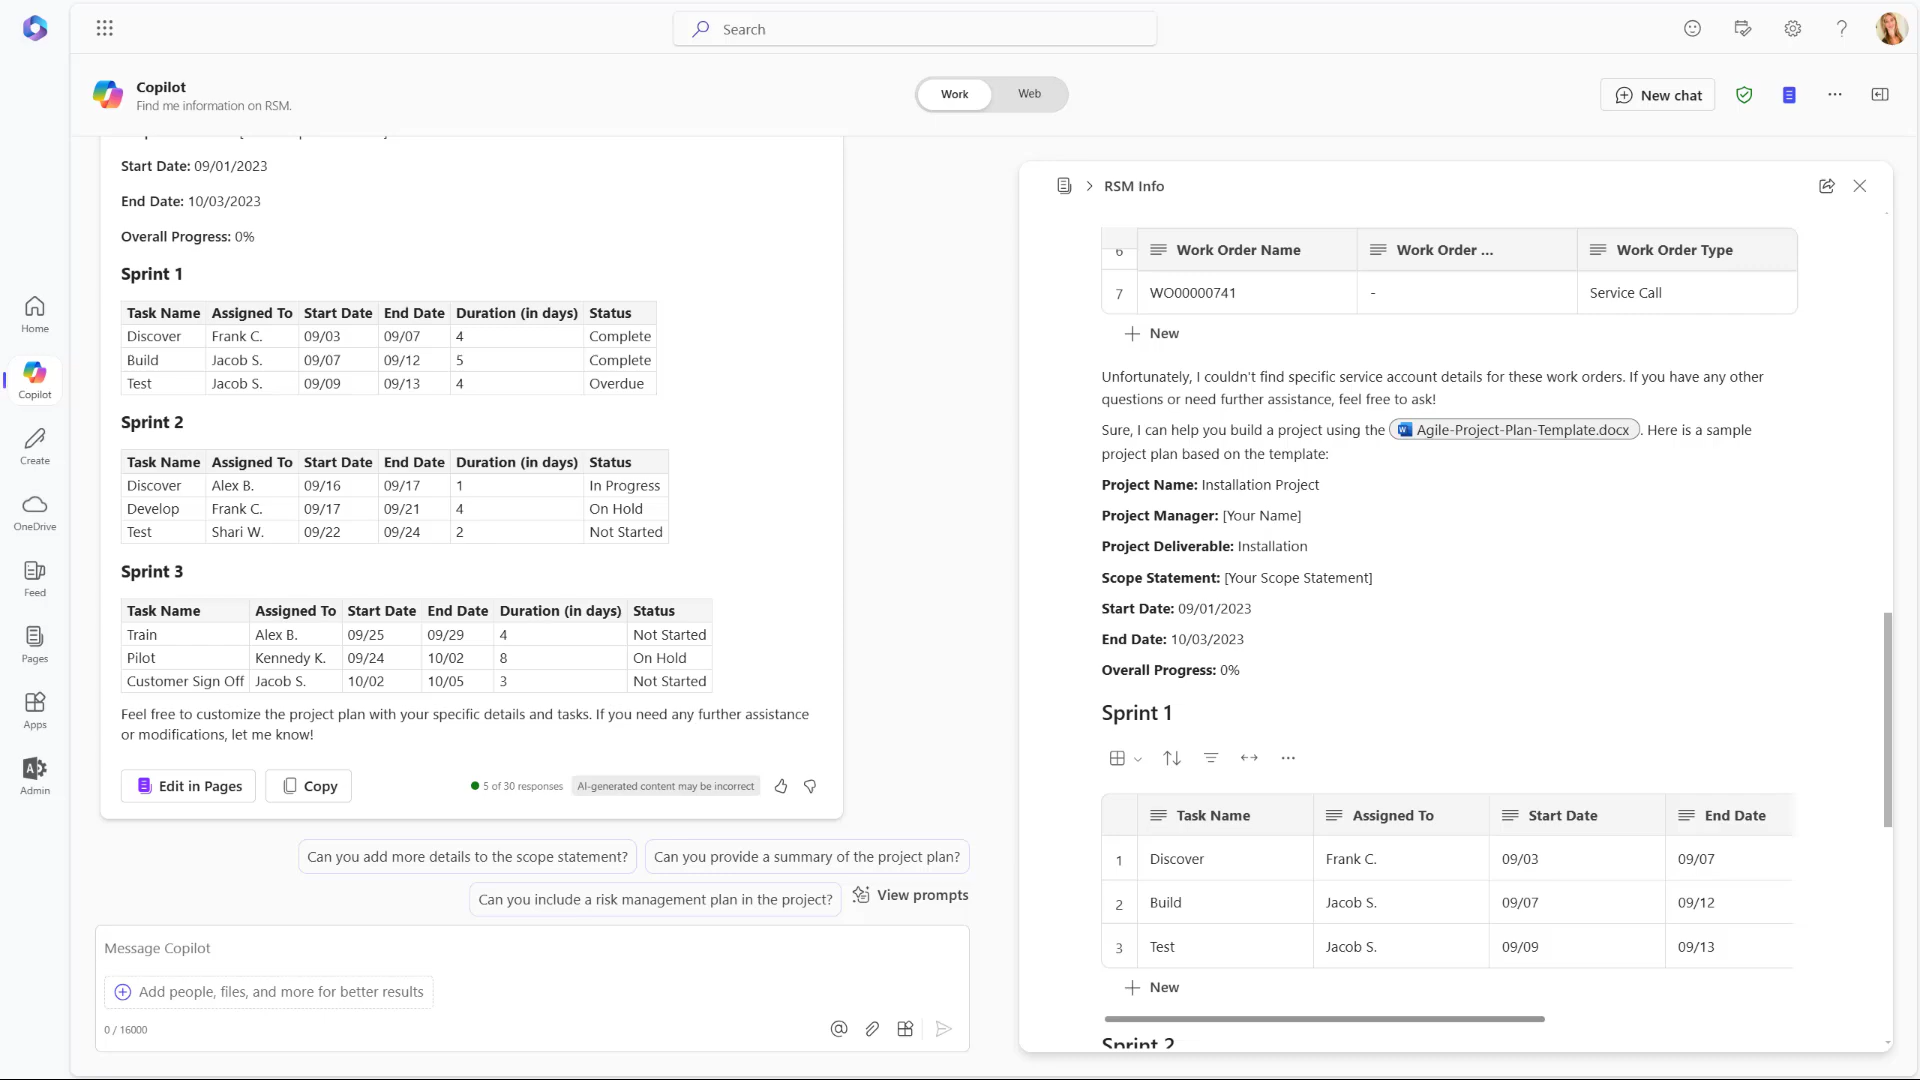 Search
Copilot
Find me information on RSM.
Work
Web
New chat
Home
Copilot
Create
OneDrive
Feed
Pages
Apps
Admin
Start Date: 09/01/2023
End Date: 10/03/2023
Overall Progress: 0%
Sprint 1
Task Name Assigned To Start Date End Date Duration (in days) Status
Discover Frank C. 09/03 09/07 4 Complete
Build Jacob S. 09/07 09/12 5 Complete
Test Jacob S. 09/09 09/13 4 Overdue
Sprint 2
Task Name Assigned To Start Date End Date Duration (in days) Status
Discover Alex B. 09/16 09/17 1 In Progress
Develop Frank C. 09/17 09/21 4 On Hold
Test Shari W. 09/22 09/24 2 Not Started
Sprint 3
Task Name Assigned To Start Date End Date Duration (in days) Status
Train Alex B. 09/25 09/29 4 Not Started
Pilot Kennedy K. 09/24 10/02 8 On Hold
Customer Sign Off Jacob S. 10/02 10/05 3 Not Started
Feel free to customize the project plan with your specific details and tasks. If you need any further assistance
or modifications, let me know!
Edit in Pages
Copy
5 of 30 responses
AI-generated content may be incorrect
Can you add more details to the scope statement?
Can you provide a summary of the project plan?
Can you include a risk management plan in the project?
View prompts
Message Copilot
Add people, files, and more for better results
0 / 16000
RSM Info
6 Work Order Name Work Order ... Work Order Type
7 WO00000741 - Service Call
New
Unfortunately, I couldn't find specific service account details for these work orders. If you have any other
questions or need further assistance, feel free to ask!
Sure, I can help you build a project using the Agile-Project-Plan-Template.docx. Here is a sample
project plan based on the template:
Project Name: Installation Project
Project Manager: [Your Name]
Project Deliverable: Installation
Scope Statement: [Your Scope Statement]
Start Date: 09/01/2023
End Date: 10/03/2023
Overall Progress: 0%
Sprint 1
Task Name Assigned To Start Date End Date
1 Discover Frank C. 09/03 09/07
2 Build Jacob S. 09/07 09/12
3 Test Jacob S. 09/09 09/13
New
Sprint 2